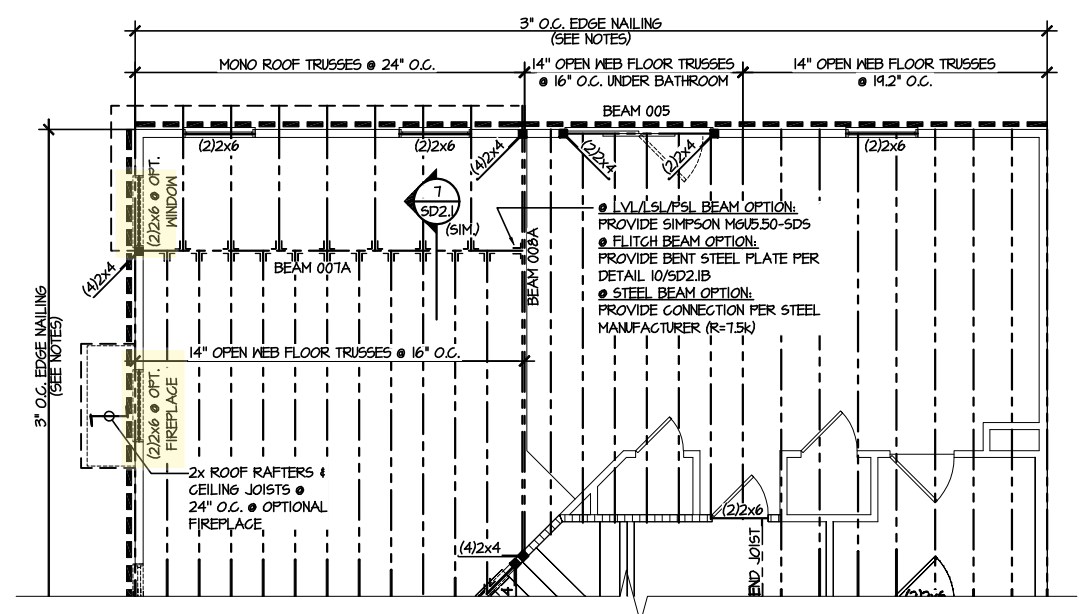 3" O.C. EDGE NAILING
(SEE NOTES)
MONO ROOF TRUSSES @ 24" O.C.
14" OPEN WEB FLOOR TRUSSES
@ 16" O.C. UNDER BATHROOM
14" OPEN WEB FLOOR TRUSSES
@ 19.2" O.C.
BEAM 005
(2)2x6
(2)2x6
(4)2x4
(2)2x4
(2)2x4
(2)2x6
(2)2x6 @ OPT.
WINDOW
7
SD2.1
(SIM.)
@ LVL/LSL/PSL BEAM OPTION:
PROVIDE SIMPSON MGU5.50-SDS
@ FLITCH BEAM OPTION:
PROVIDE BENT STEEL PLATE PER
DETAIL 10/SD2.1B
@ STEEL BEAM OPTION:
PROVIDE CONNECTION PER STEEL
MANUFACTURER (R=7.5k)
BEAM 007A
BEAM 008A
(4)2x4
3" O.C. EDGE NAILING
(SEE NOTES)
14" OPEN WEB FLOOR TRUSSES @ 16" O.C.
(2)2x6 @ OPT.
FIREPLACE
2x ROOF RAFTERS &
CEILING JOISTS @
24" O.C. @ OPTIONAL
FIREPLACE
(2)2x6
(4)2x4
END JOIST